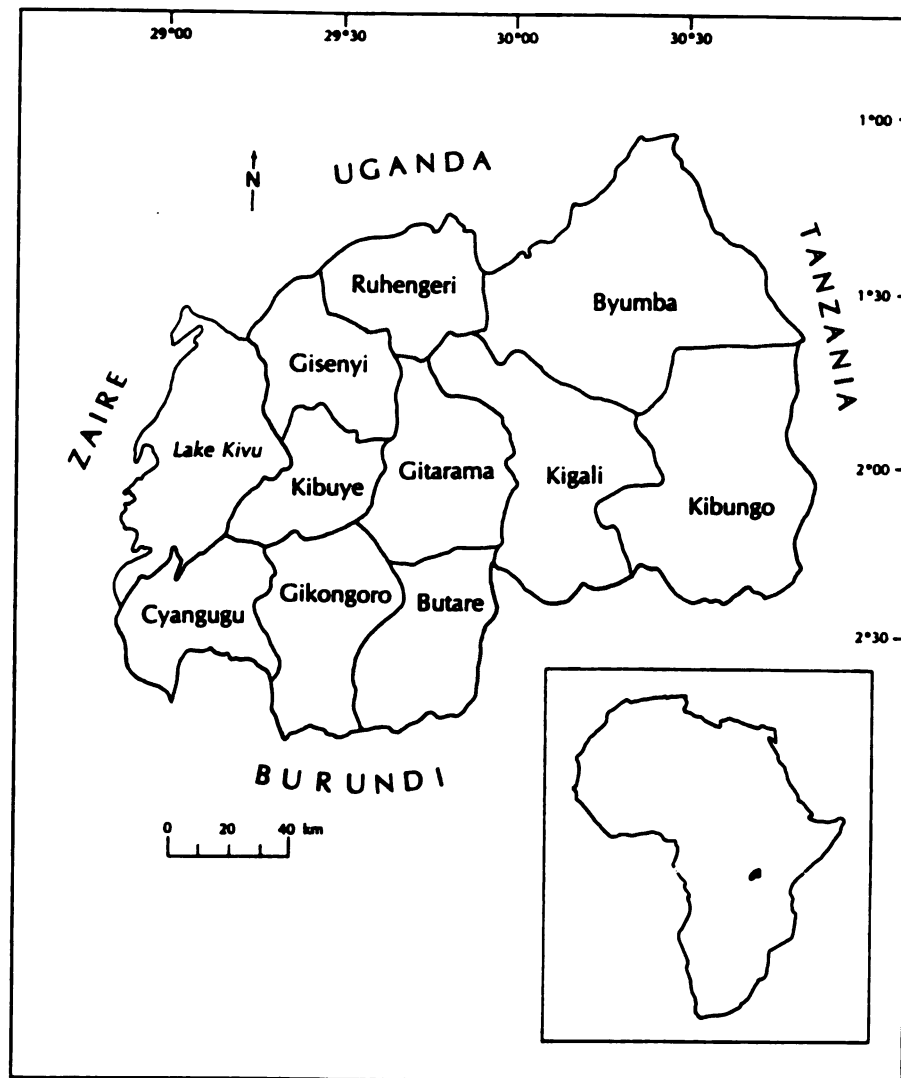 29°00 29°30 30°00 30°30
1°00
UGANDA
N
TANZANIA
Ruhengeri
1°30
Byumba
Gisenyi
ZAIRE
Lake Kivu
Gitarama
2°00
Kigali
Kibuye
Kibungo
Gikongoro
Butare
Cyangugu
2°30
BURUNDI
0 20 40 km